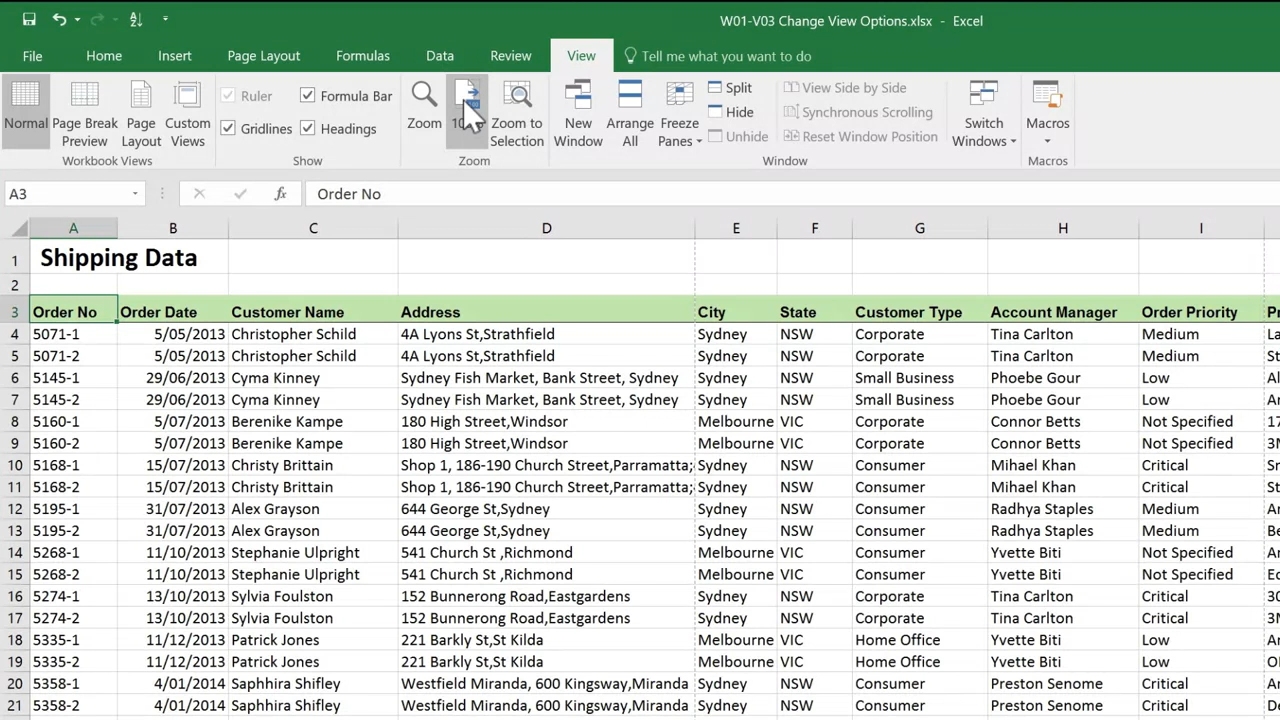 W01-V03 Change View Options.xlsx - Excel
File Home Insert Page Layout Formulas Data Review View Tell me what you want to do
Normal Page Break Preview Page Layout Custom Views
Workbook Views
Ruler Formula Bar
Gridlines Headings
Show
Zoom Zoom to Selection
Zoom
New Window Arrange All Freeze Panes
Split
Hide
Unhide
View Side by Side
Synchronous Scrolling
Reset Window Position
Switch Windows
Window
Macros
Macros
A3 fx Order No
A B C D E F G H I
1 Shipping Data
2
3 Order No Order Date Customer Name Address City State Customer Type Account Manager Order Priority
4 5071-1 5/05/2013 Christopher Schild 4A Lyons St,Strathfield Sydney NSW Corporate Tina Carlton Medium
5 5071-2 5/05/2013 Christopher Schild 4A Lyons St,Strathfield Sydney NSW Corporate Tina Carlton Medium
6 5145-1 29/06/2013 Cyma Kinney Sydney Fish Market, Bank Street, Sydney Sydney NSW Small Business Phoebe Gour Low
7 5145-2 29/06/2013 Cyma Kinney Sydney Fish Market, Bank Street, Sydney Sydney NSW Small Business Phoebe Gour Low
8 5160-1 5/07/2013 Berenike Kampe 180 High Street,Windsor Melbourne VIC Corporate Connor Betts Not Specified
9 5160-2 5/07/2013 Berenike Kampe 180 High Street,Windsor Melbourne VIC Corporate Connor Betts Not Specified
10 5168-1 15/07/2013 Christy Brittain Shop 1, 186-190 Church Street,Parramatta; Sydney NSW Consumer Mihael Khan Critical
11 5168-2 15/07/2013 Christy Brittain Shop 1, 186-190 Church Street,Parramatta; Sydney NSW Consumer Mihael Khan Critical
12 5195-1 31/07/2013 Alex Grayson 644 George St,Sydney Sydney NSW Consumer Radhya Staples Medium
13 5195-2 31/07/2013 Alex Grayson 644 George St,Sydney Sydney NSW Consumer Radhya Staples Medium
14 5268-1 11/10/2013 Stephanie Ulpright 541 Church St ,Richmond Melbourne VIC Consumer Yvette Biti Not Specified
15 5268-2 11/10/2013 Stephanie Ulpright 541 Church St ,Richmond Melbourne VIC Consumer Yvette Biti Not Specified
16 5274-1 13/10/2013 Sylvia Foulston 152 Bunnerong Road,Eastgardens Sydney NSW Corporate Tina Carlton Critical
17 5274-2 13/10/2013 Sylvia Foulston 152 Bunnerong Road,Eastgardens Sydney NSW Corporate Tina Carlton Critical
18 5335-1 11/12/2013 Patrick Jones 221 Barkly St,St Kilda Melbourne VIC Home Office Yvette Biti Low
19 5335-2 11/12/2013 Patrick Jones 221 Barkly St,St Kilda Melbourne VIC Home Office Yvette Biti Low
20 5358-1 4/01/2014 Saphhira Shifley Westfield Miranda, 600 Kingsway,Miranda Sydney NSW Consumer Preston Senome Critical
21 5358-2 4/01/2014 Saphhira Shifley Westfield Miranda, 600 Kingsway,Miranda Sydney NSW Consumer Preston Senome Critical